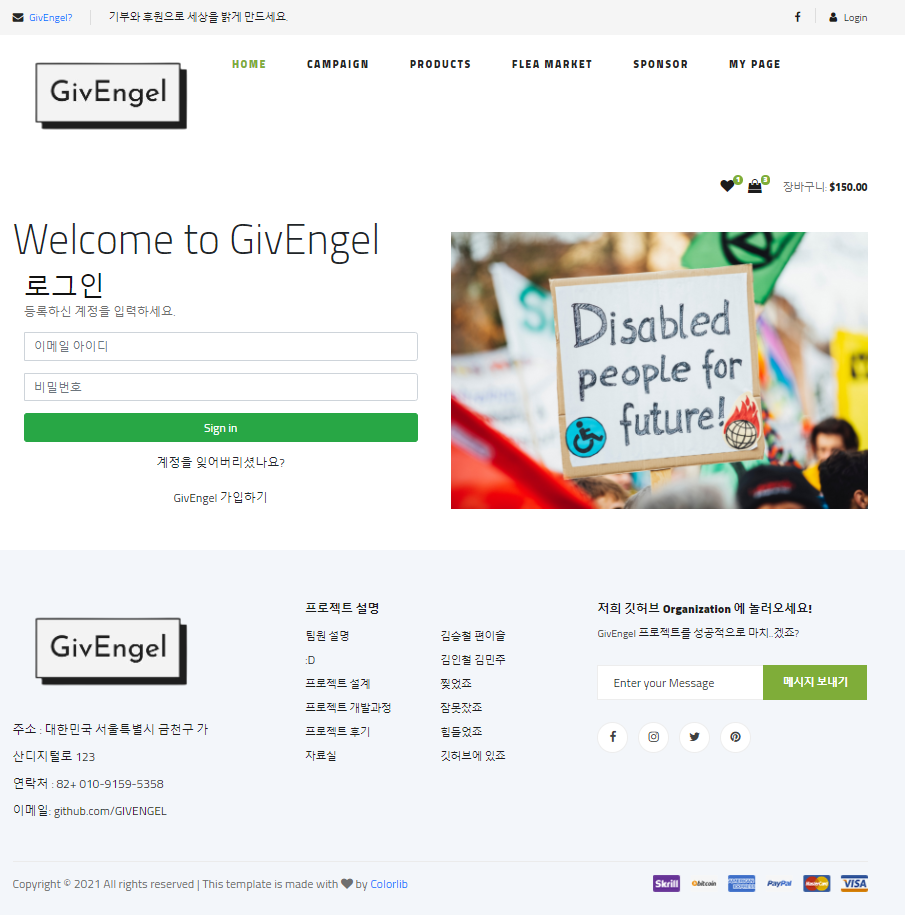 GivEngel?
기부와 후원으로 세상을 밝게 만드세요.
Login
GivEngel
HOME
CAMPAIGN
PRODUCTS
FLEA MARKET
SPONSOR
MY PAGE
1
3
장바구니: $150.00
Welcome to GivEngel
로그인
등록하신 계정을 입력하세요.
이메일 아이디
비밀번호
Sign in
계정을 잊어버리셨나요?
GivEngel 가입하기
Disabled
people for
future!
GivEngel
주소 : 대한민국 서울특별시 금천구 가
산디지털로 123
연락처 : 82+ 010-9159-5358
이메일: github.com/GIVENGEL
프로젝트 설명
팀원 설명
:D
프로젝트 설계
프로젝트 개발과정
프로젝트 후기
자료실
김승철 편이슬
김인철 김민주
찢었죠
잠못잤죠
힘들었죠
깃허브에 있죠
저희 깃허브 Organization 에 놀러오세요!
GivEngel 프로젝트를 성공적으로 마치..겠죠?
Enter your Message
메시지 보내기
Copyright © 2021 All rights reserved | This template is made with ♥ by Colorlib
Skrill
bitcoin
AMERICAN EXPRESS
PayPal
MasterCard
VISA